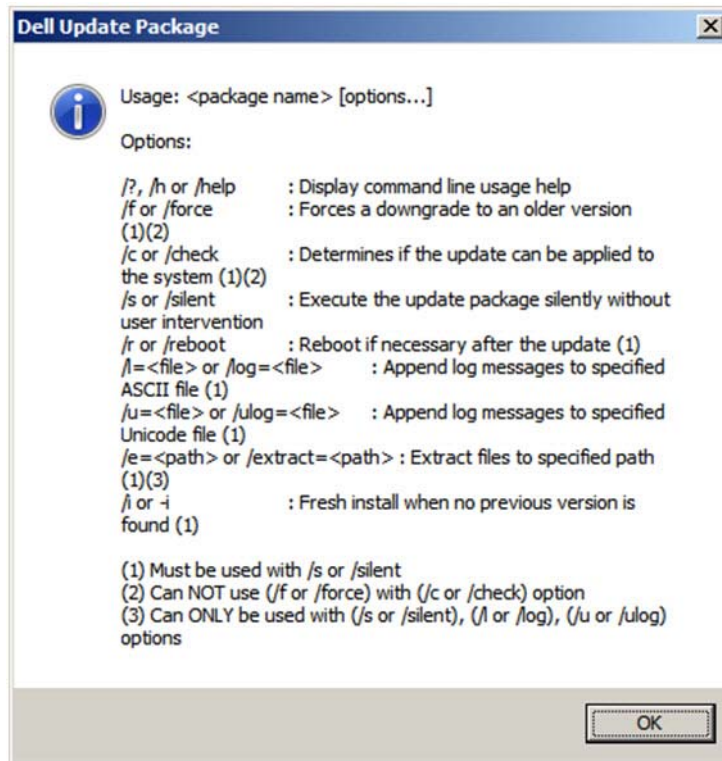 Dell Update Package
Usage: <package name> [options...]
Options:
/?, /h or /help : Display command line usage help
/f or /force : Forces a downgrade to an older version
(1)(2)
/c or /check : Determines if the update can be applied to
the system (1)(2)
/s or /silent : Execute the update package silently without
user intervention
/r or /reboot : Reboot if necessary after the update (1)
/l=<file> or /log=<file> : Append log messages to specified
ASCII file (1)
/u=<file> or /ulog=<file> : Append log messages to specified
Unicode file (1)
/e=<path> or /extract=<path> : Extract files to specified path
(1)(3)
/i or -i : Fresh install when no previous version is
found (1)
(1) Must be used with /s or /silent
(2) Can NOT use (/f or /force) with (/c or /check) option
(3) Can ONLY be used with (/s or /silent), (/l or /log), (/u or /ulog)
options
OK